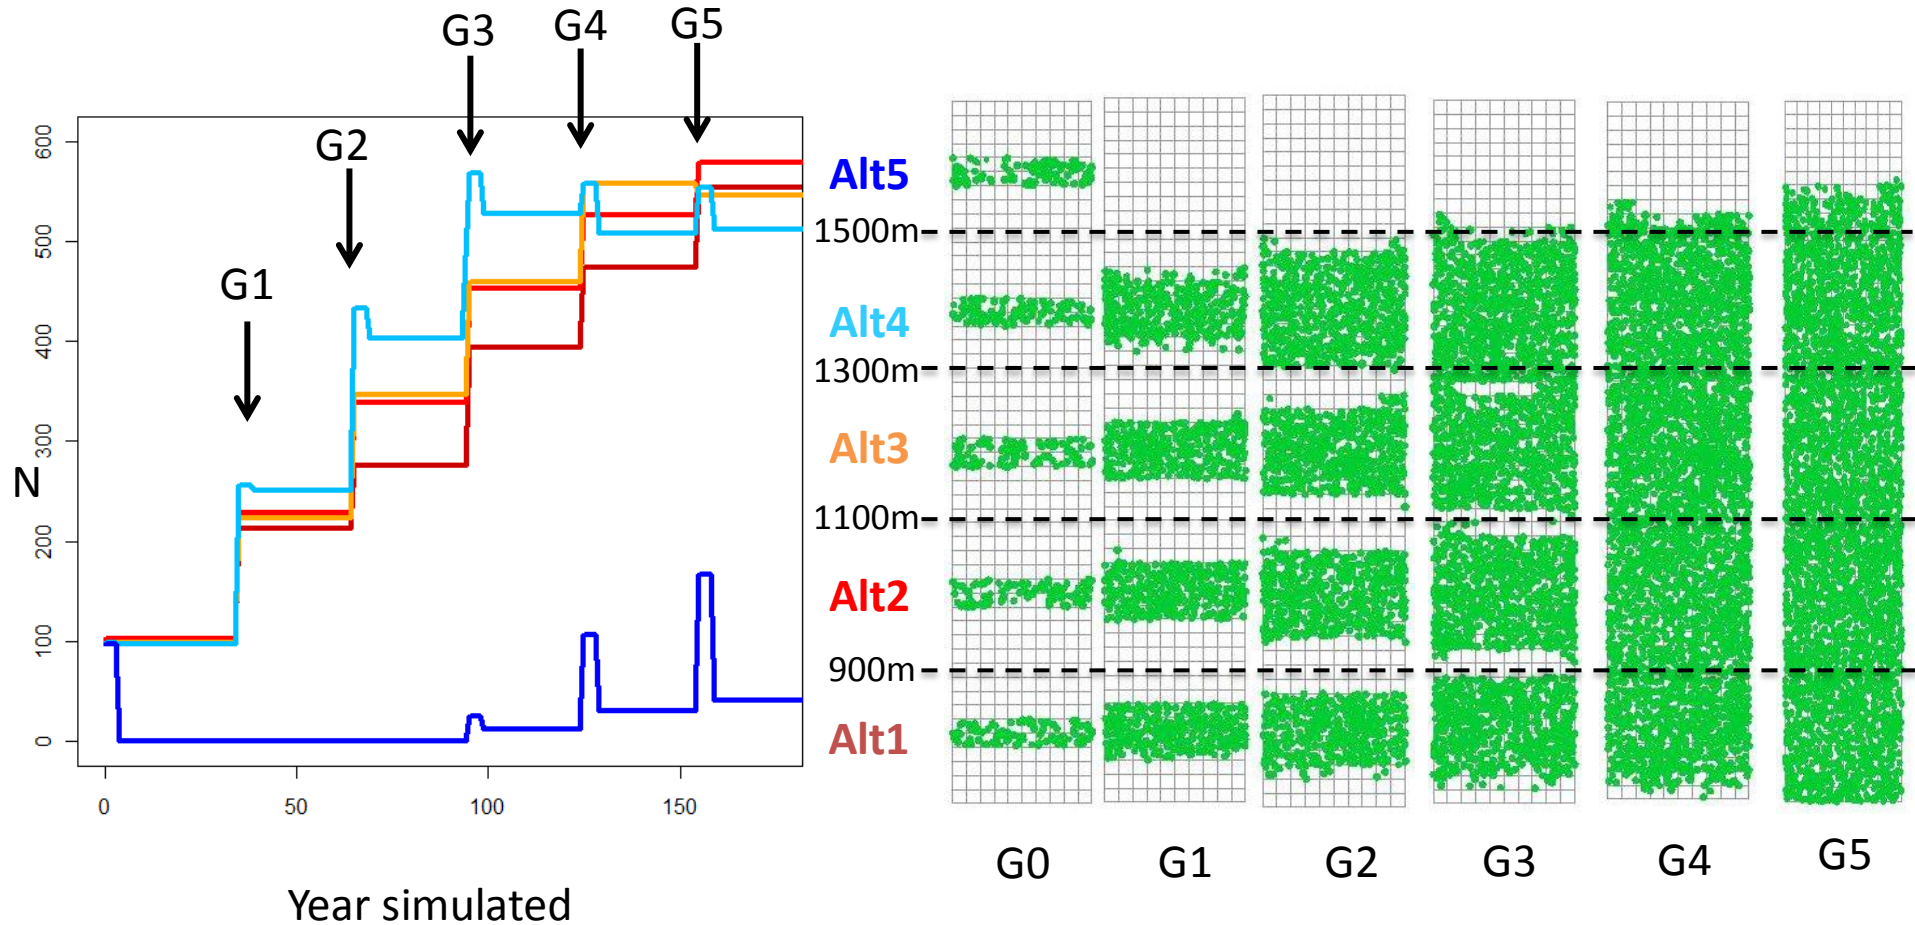 G1
G2
G3
G4
G5
600
500
400
300
200
100
0
N
0
50
100
150
Year simulated
Alt5
1500m
Alt4
1300m
Alt3
1100m
Alt2
900m
Alt1
G0
G1
G2
G3
G4
G5